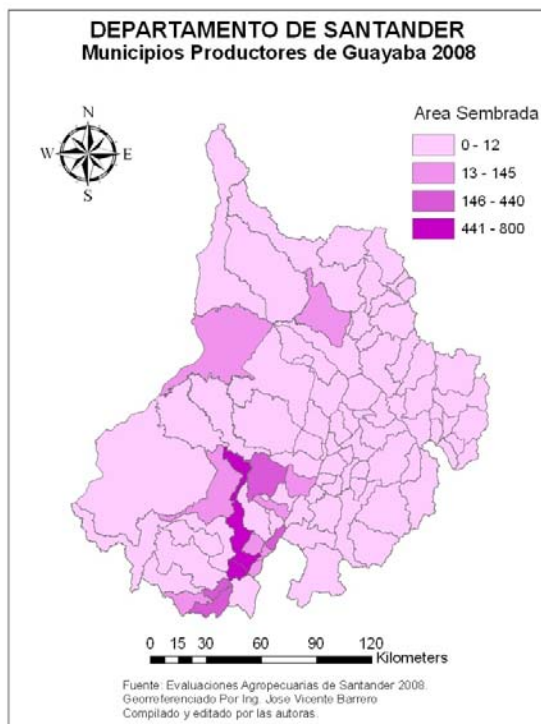 DEPARTAMENTO DE SANTANDER
Municipios Productores de Guayaba 2008
N
W E
S
Area Sembrada
0 - 12
13 - 145
146 - 440
441 - 800
0 15 30 60 90 120
Kilometers
Fuente: Evaluaciones Agropecuarias de Santander 2008.
Georreferenciado Por Ing. Jose Vicente Barrero
Compilado y editado por las autoras.